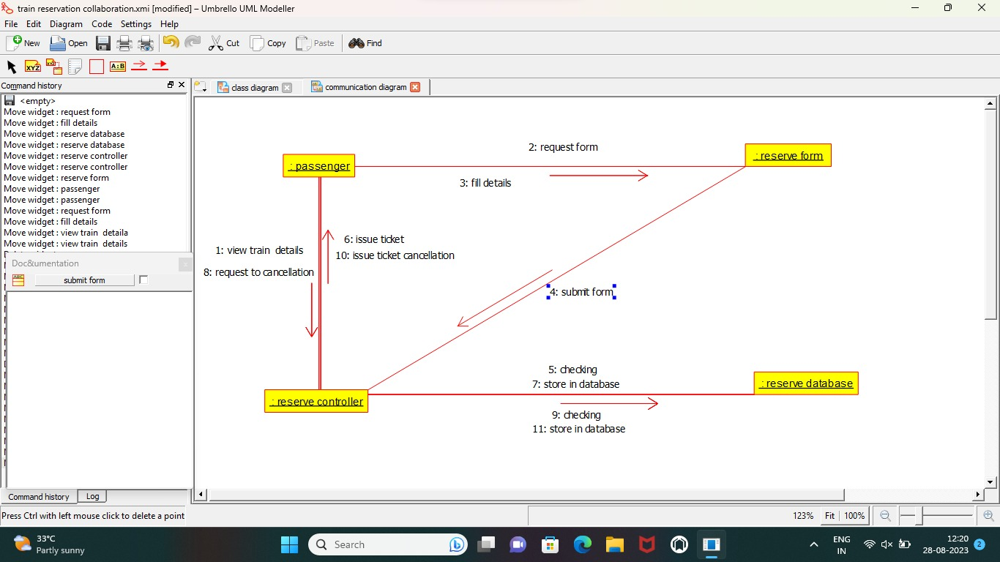 train reservation collaboration.xmi [modified] – Umbrello UML Modeller
File Edit Diagram Code Settings Help
New Open Cut Copy Paste Find
XYZ XYZ A:B
Command history
class diagram
communication diagram
<empty>
Move widget : request form
Move widget : fill details
Move widget : reserve database
Move widget : reserve database
Move widget : reserve controller
Move widget : reserve controller
Move widget : reserve form
Move widget : passenger
Move widget : passenger
Move widget : request form
Move widget : fill details
Move widget : view train  detaila
Move widget : view train  details
Doc&umentation
ABC
submit form
2: request form
: reserve form
: passenger
3: fill details
6: issue ticket
1: view train  details
10: issue ticket cancellation
8: request to cancellation
4: submit form
5: checking
7: store in database
: reserve database
: reserve controller
9: checking
11: store in database
Command history Log
Press Ctrl with left mouse click to delete a point
123% Fit 100%
33°C
Partly sunny
Search
ENG
IN
12:20
28-08-2023
2